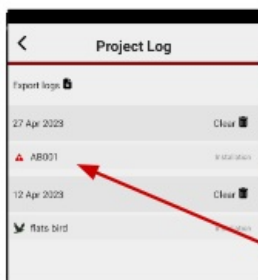 Project Log
Export logs
27 Apr 2023 Clear
AB001 Installation
12 Apr 2023 Clear
flats bird